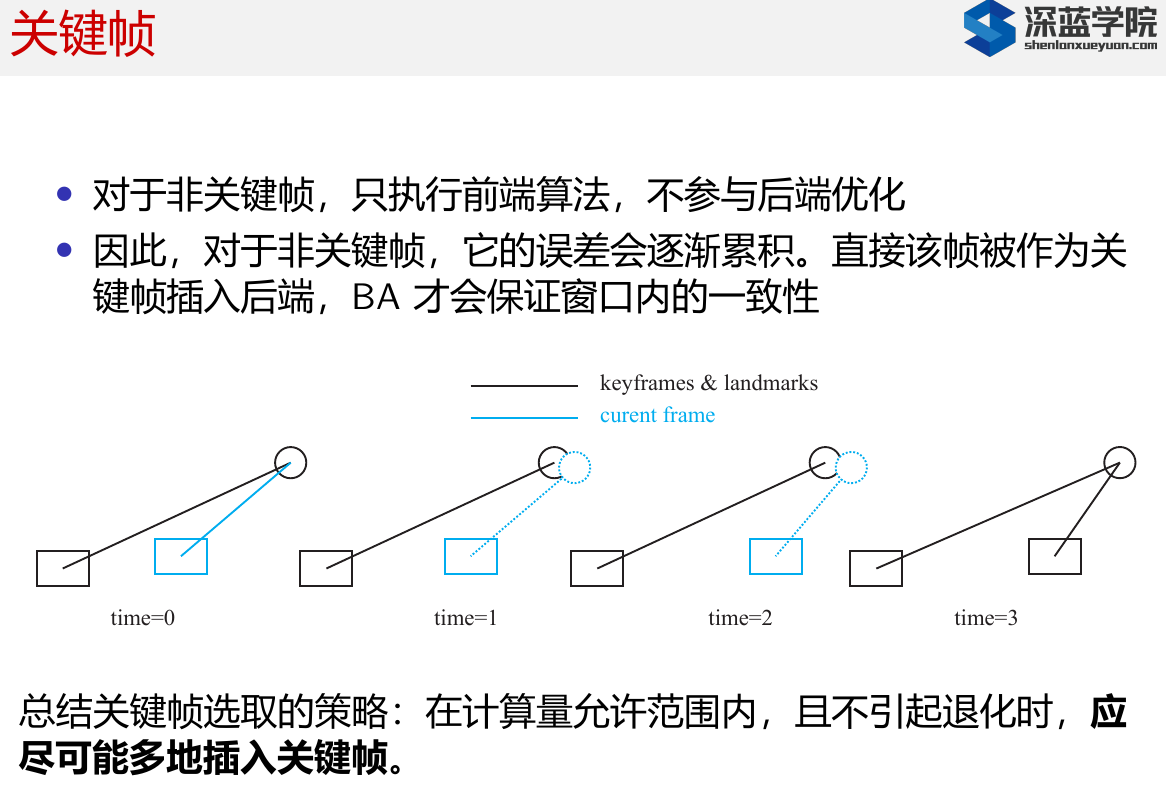 关键帧
深蓝学院
shenlanxueyuan.com
对于非关键帧，只执行前端算法，不参与后端优化
因此，对于非关键帧，它的误差会逐渐累积。直接该帧被作为关
键帧插入后端，BA 才会保证窗口内的一致性
keyframes & landmarks
curent frame
time=0
time=1
time=2
time=3
总结关键帧选取的策略：在计算量允许范围内，且不引起退化时，应
尽可能多地插入关键帧。